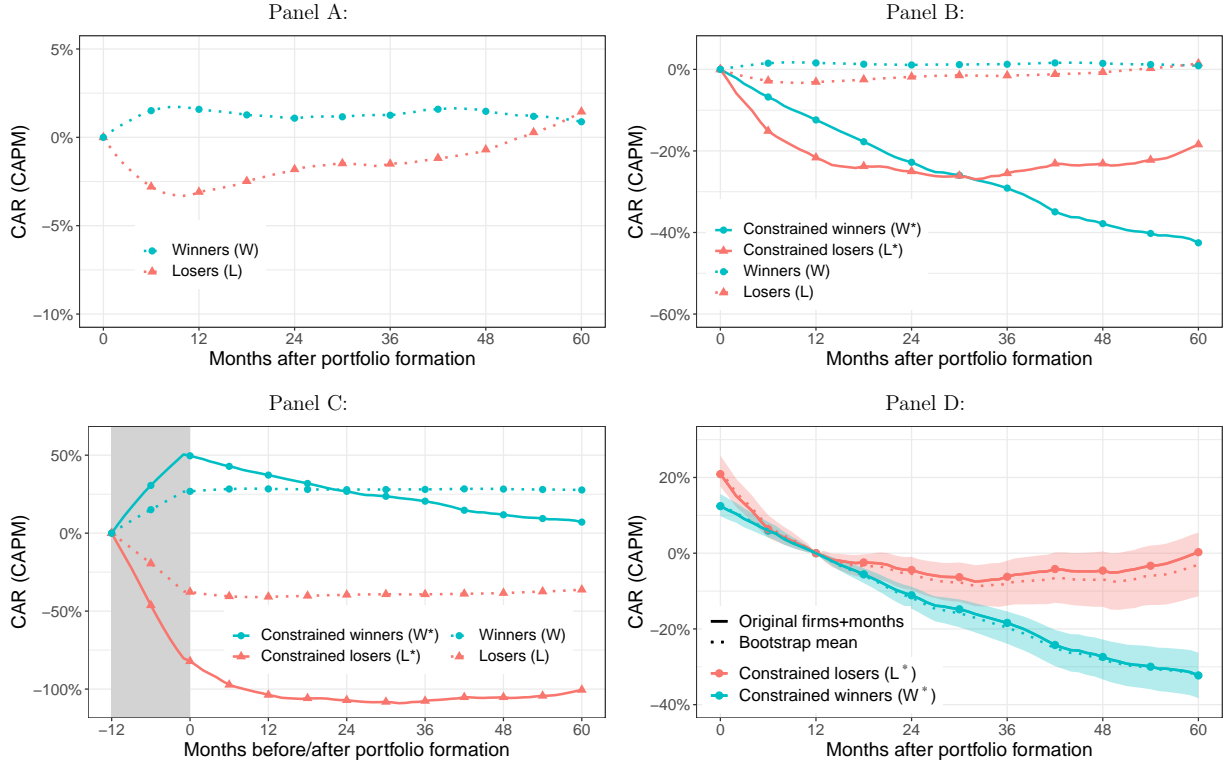 Panel A:
5%
0%
−5%
−10%
CAR (CAPM)
Winners (W)
Losers (L)
0 12 24 36 48 60
Months after portfolio formation
Panel B:
0%
−20%
−40%
−60%
CAR (CAPM)
Constrained winners (W*)
Constrained losers (L*)
Winners (W)
Losers (L)
0 12 24 36 48 60
Months after portfolio formation
Panel C:
50%
0%
−50%
−100%
CAR (CAPM)
Constrained winners (W*) Winners (W)
Constrained losers (L*) Losers (L)
−12 0 12 24 36 48 60
Months before/after portfolio formation
Panel D:
20%
0%
−20%
−40%
CAR (CAPM)
Original firms+months
Bootstrap mean
Constrained losers (L*)
Constrained winners (W*)
0 12 24 36 48 60
Months after portfolio formation